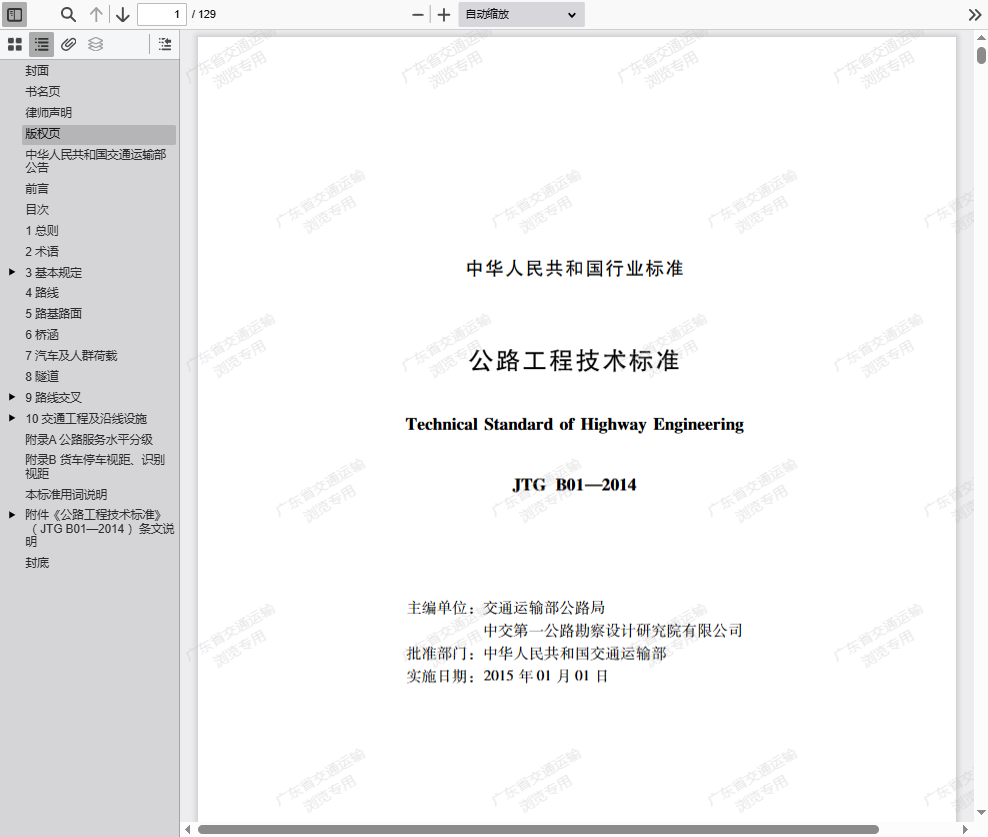 1 / 129
自动缩放
封面
书名页
律师声明
版权页
中华人民共和国交通运输部
公告
前言
目次
1 总则
2 术语
3 基本规定
4 路线
5 路基路面
6 桥涵
7 汽车及人群荷载
8 隧道
9 路线交叉
10 交通工程及沿线设施
附录A 公路服务水平分级
附录B 货车停车视距、识别
视距
本标准用词说明
附件《公路工程技术标准》
（ JTG B01—2014 ） 条文说
明
封底
中华人民共和国行业标准
公路工程技术标准
Technical Standard of Highway Engineering
JTG B01—2014
主编单位：交通运输部公路局
中交第一公路勘察设计研究院有限公司
批准部门：中华人民共和国交通运输部
实施日期：2015 年 01 月 01 日
广东省交通运输
浏览专用